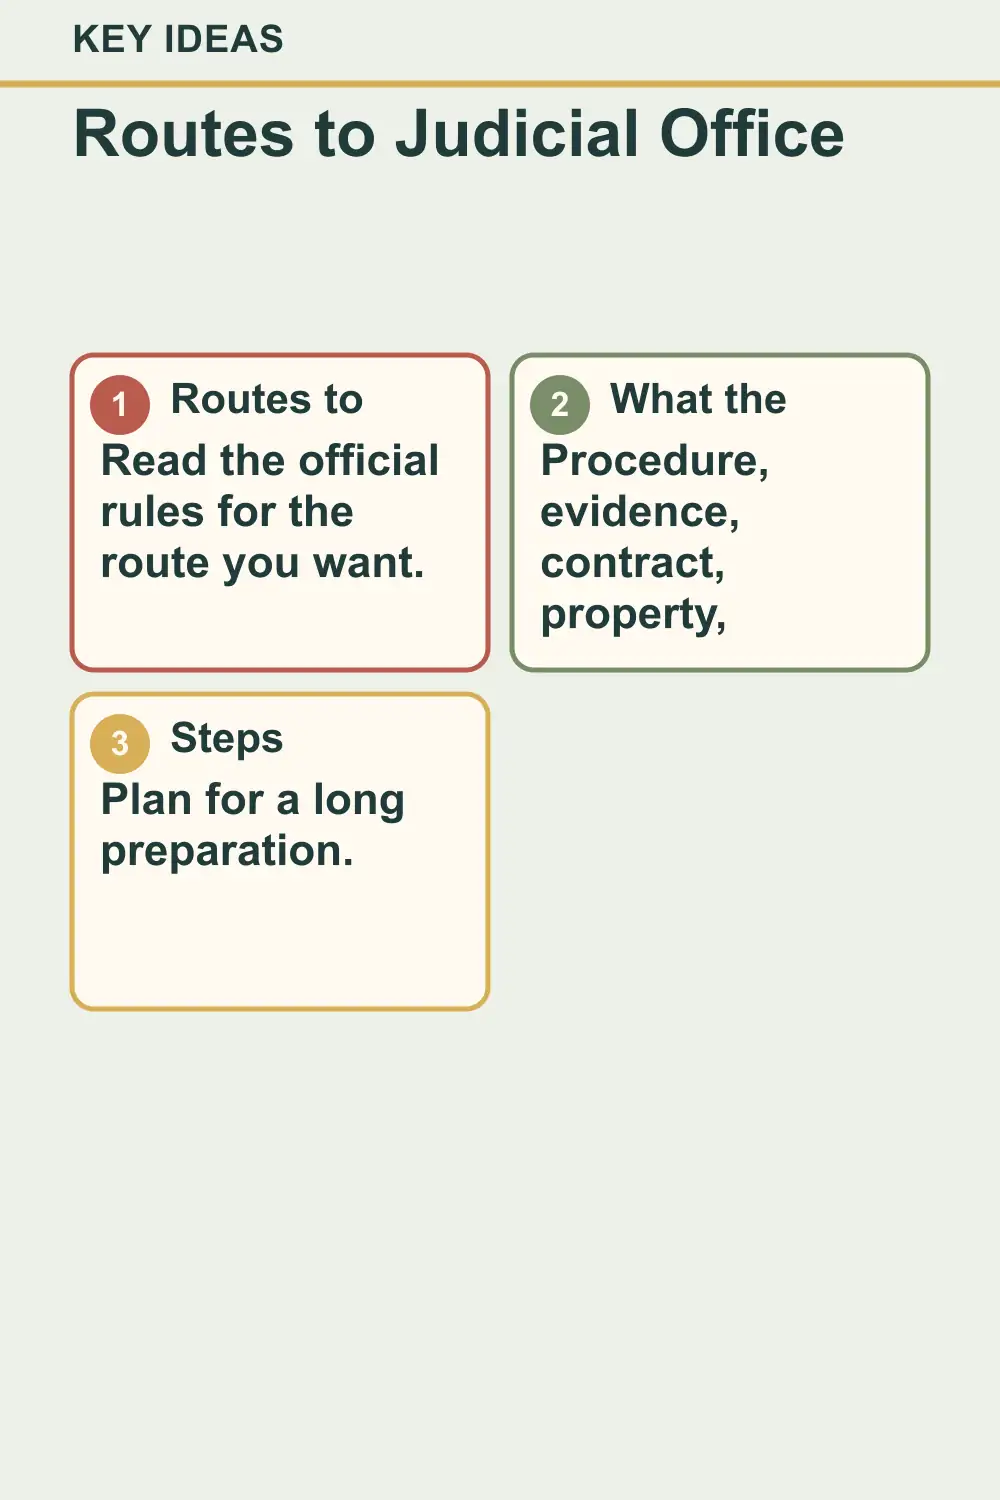 KEY IDEAS
Routes to Judicial Office
1 Routes to
Read the official
rules for the
route you want.
2 What the
Procedure,
evidence,
contract,
property,
3 Steps
Plan for a long
preparation.